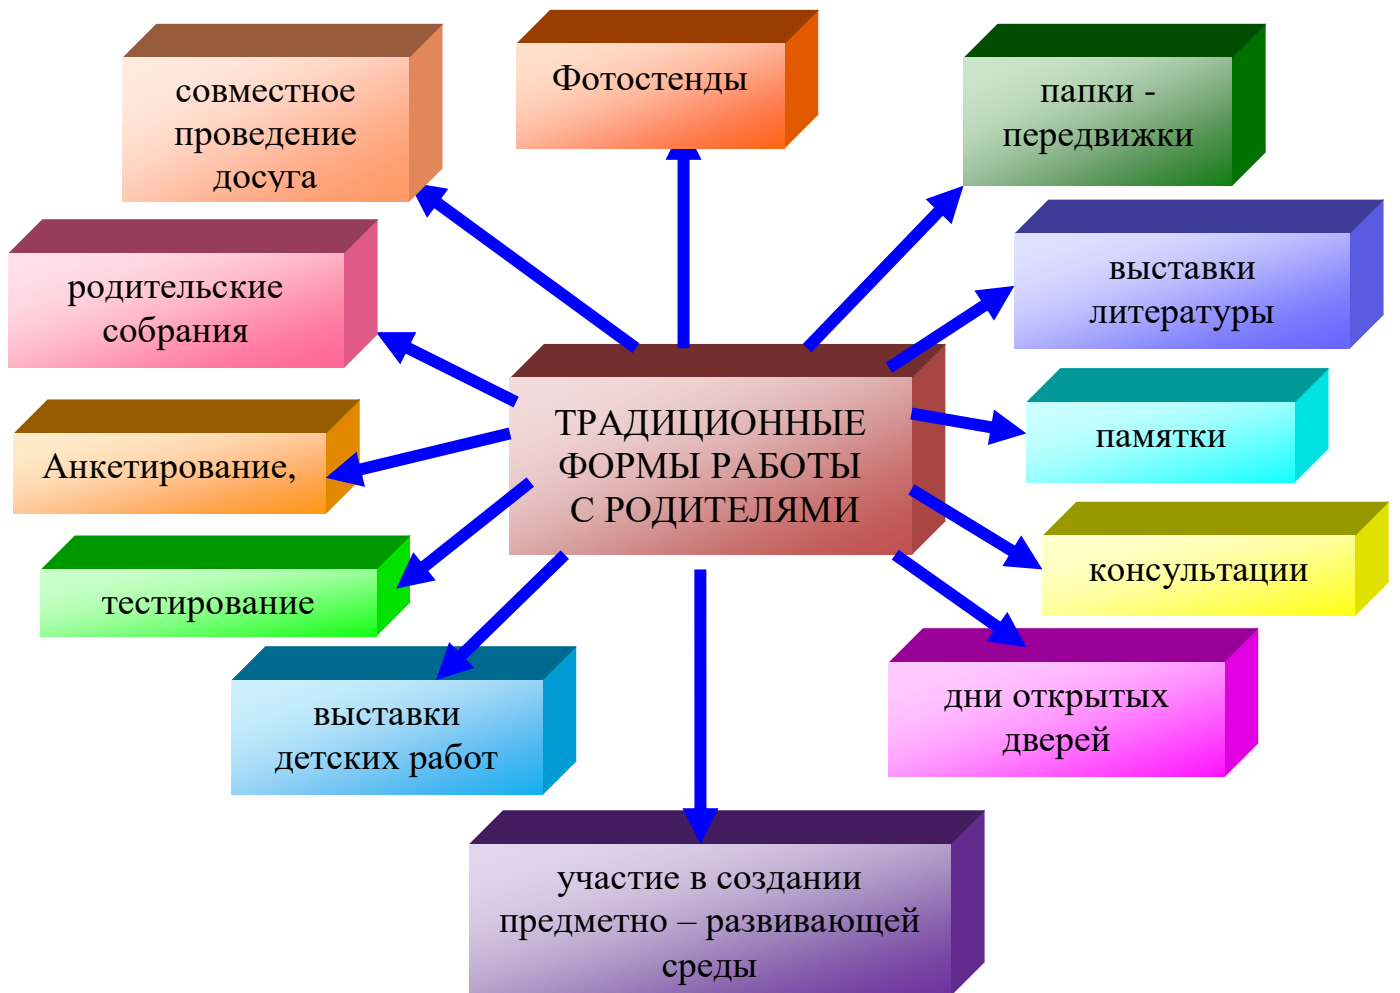 совместное
проведение
досуга
Фотостенды
папки -
передвижки
родительские
собрания
выставки
литературы
Анкетирование,
ТРАДИЦИОННЫЕ
ФОРМЫ РАБОТЫ
С РОДИТЕЛЯМИ
памятки
тестирование
консультации
выставки
детских работ
дни открытых
дверей
участие в создании
предметно – развивающей
среды